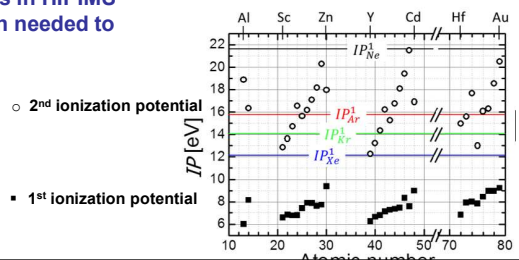 s in HIPIMS
n needed to
Al Sc Zn Y Cd Hf Au
22
20
18
16
14
12
10
8
6
IP [eV]
IP¹Ne
IP¹Ar
IP¹Kr
IP¹Xe
○ 2nd ionization potential
■ 1st ionization potential
10 20 30 40 50 70 80
Atomic number